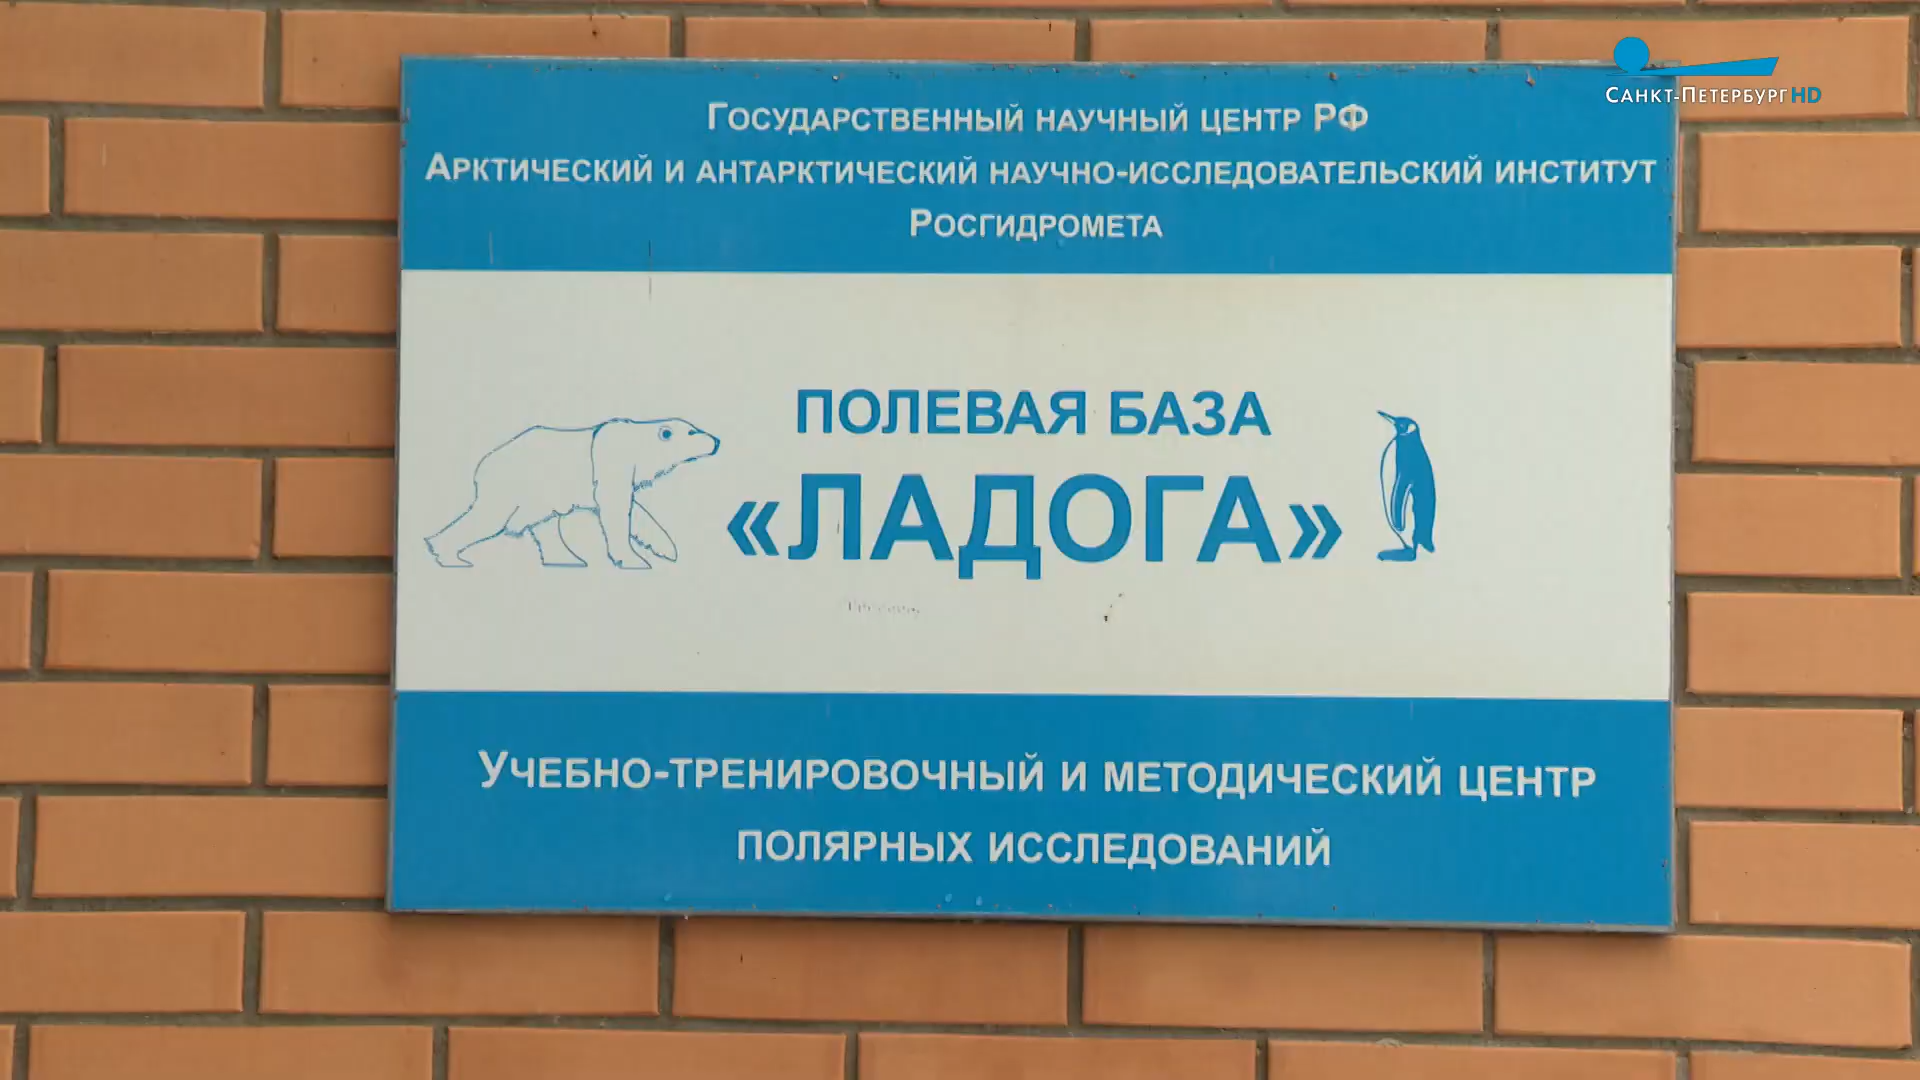 Санкт-Петербург HD
Государственный научный центр РФ
Арктический и антарктический научно-исследовательский институт
Росгидромета
ПОЛЕВАЯ БАЗА
«ЛАДОГА»
Учебно-тренировочный и методический центр
полярных исследований